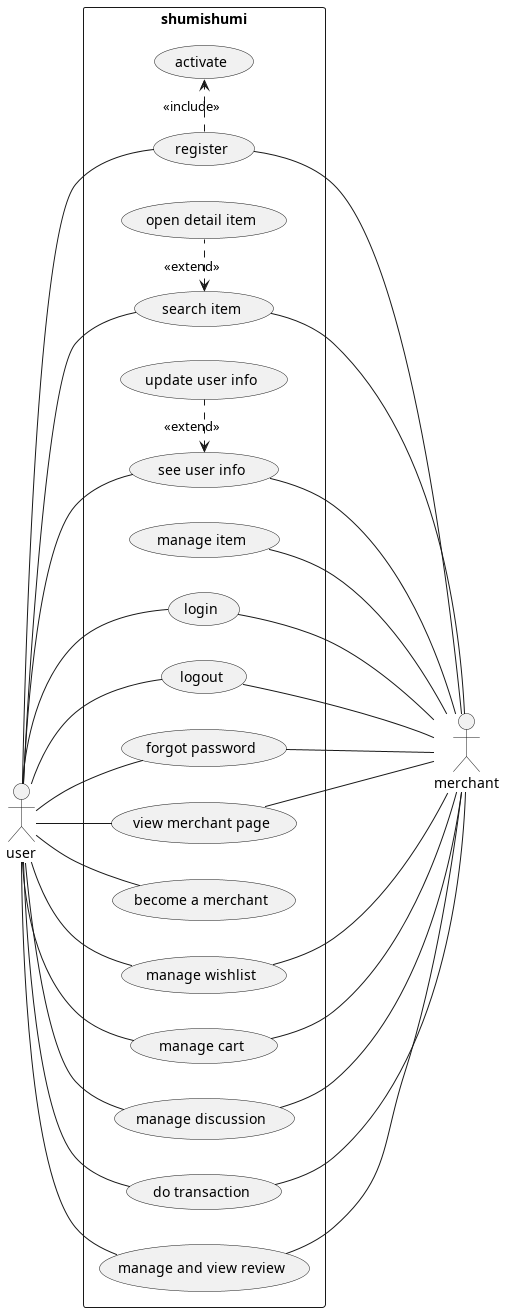 shumishumi
activate
«include»
register
open detail item
«extend»
search item
update user info
«extend»
see user info
manage item
login
logout
forgot password
merchant
view merchant page
user
become a merchant
manage wishlist
manage cart
manage discussion
do transaction
manage and view review